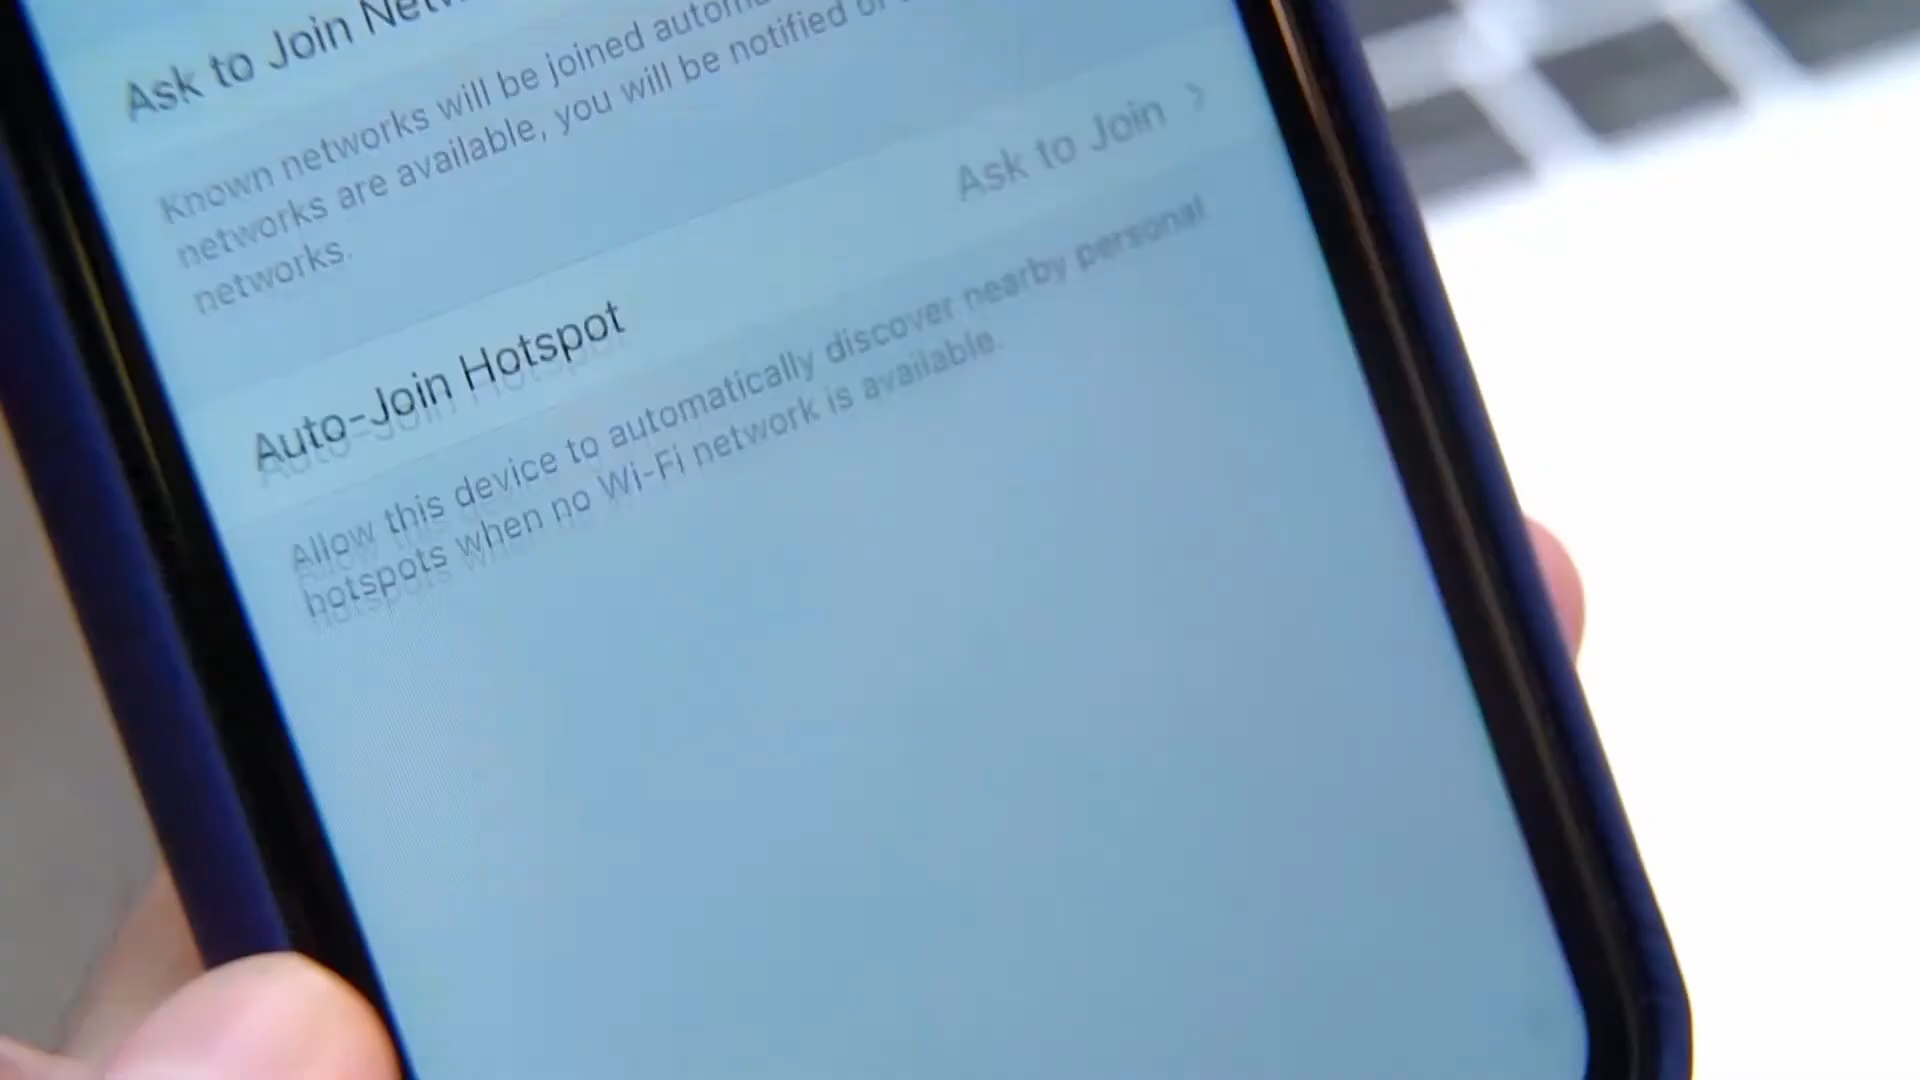 Ask to Join
Known networks will be joined
networks are available, you will be notified of
networks.
Auto-Join Hotspot
Ask to Join >
Allow this device to automatically discover nearby personal
hotspots when no Wi-Fi network is available.